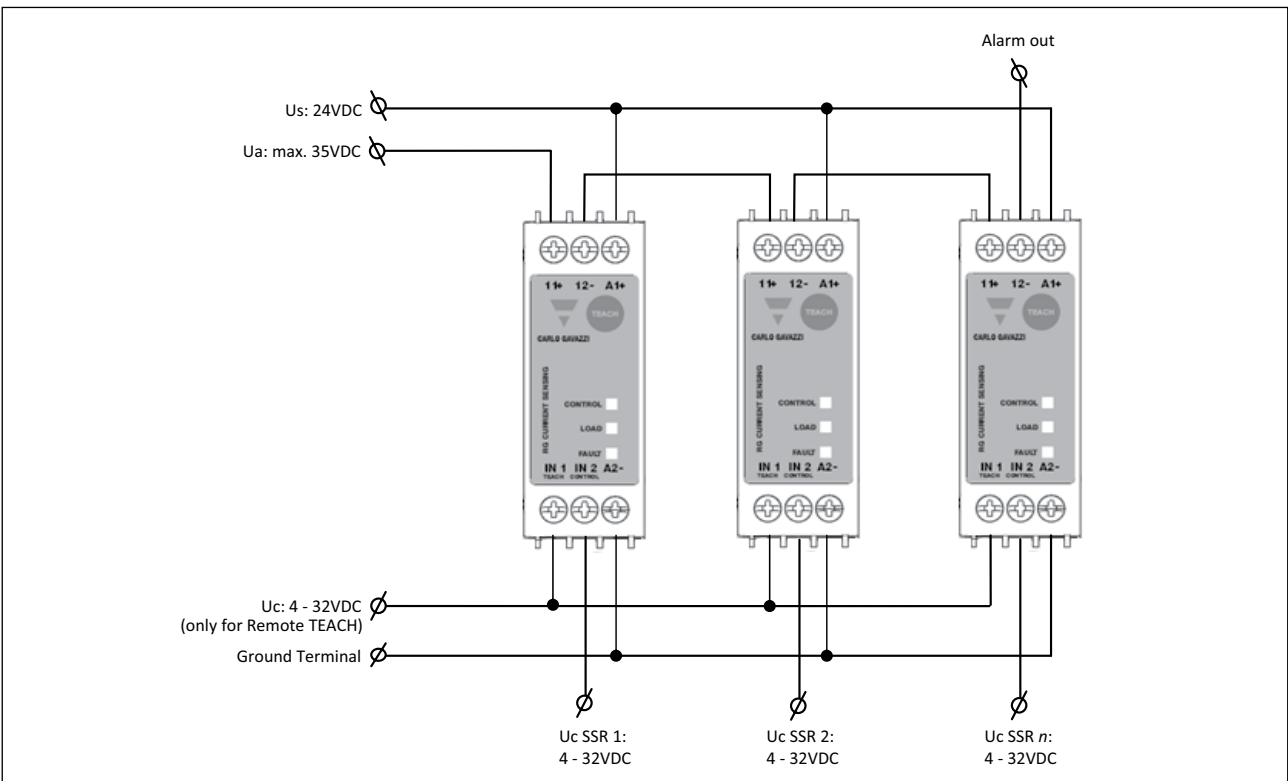 Alarm out
Us: 24VDC
Ua: max. 35VDC
11+ 12- A1+
TEACH
CARLO GAVAZZI
RG CURRENT SENSING
CONTROL
LOAD
FAULT
IN 1 IN 2 A2-
TEACH CONTROL
11+ 12- A1+
TEACH
CARLO GAVAZZI
RG CURRENT SENSING
CONTROL
LOAD
FAULT
IN 1 IN 2 A2-
TEACH CONTROL
11+ 12- A1+
TEACH
CARLO GAVAZZI
RG CURRENT SENSING
CONTROL
LOAD
FAULT
IN 1 IN 2 A2-
TEACH CONTROL
Uc: 4 - 32VDC
(only for Remote TEACH)
Ground Terminal
Uc SSR 1:
4 - 32VDC
Uc SSR 2:
4 - 32VDC
Uc SSR n:
4 - 32VDC